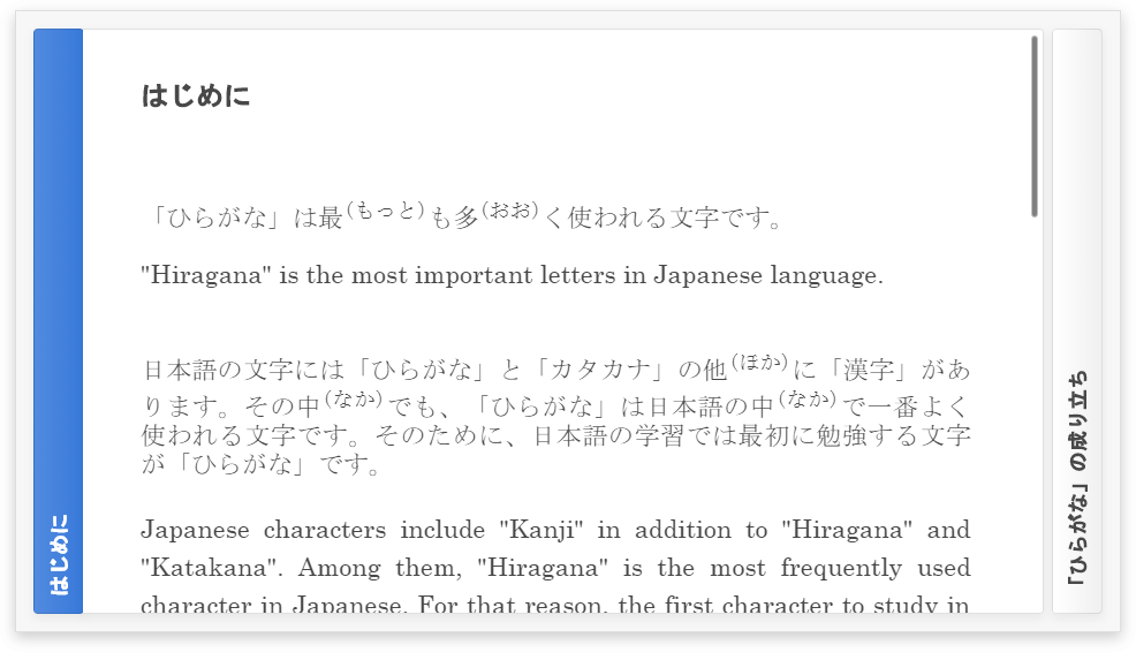 はじめに
「ひらがな」は最(もっと)も多(おお)く使われる文字です。
"Hiragana" is the most important letters in Japanese language.
日本語の文字には「ひらがな」と「カタカナ」の他(ほか)に「漢字」があ
ります。その中(なか)でも、「ひらがな」は日本語の中(なか)で一番よく
使われる文字です。そのために、日本語の学習では最初に勉強する文字
が「ひらがな」です。
Japanese characters include "Kanji" in addition to "Hiragana" and
"Katakana". Among them, "Hiragana" is the most frequently used
character in Japanese. For that reason, the first character to study in
はじめに
「ひらがな」の成り立ち